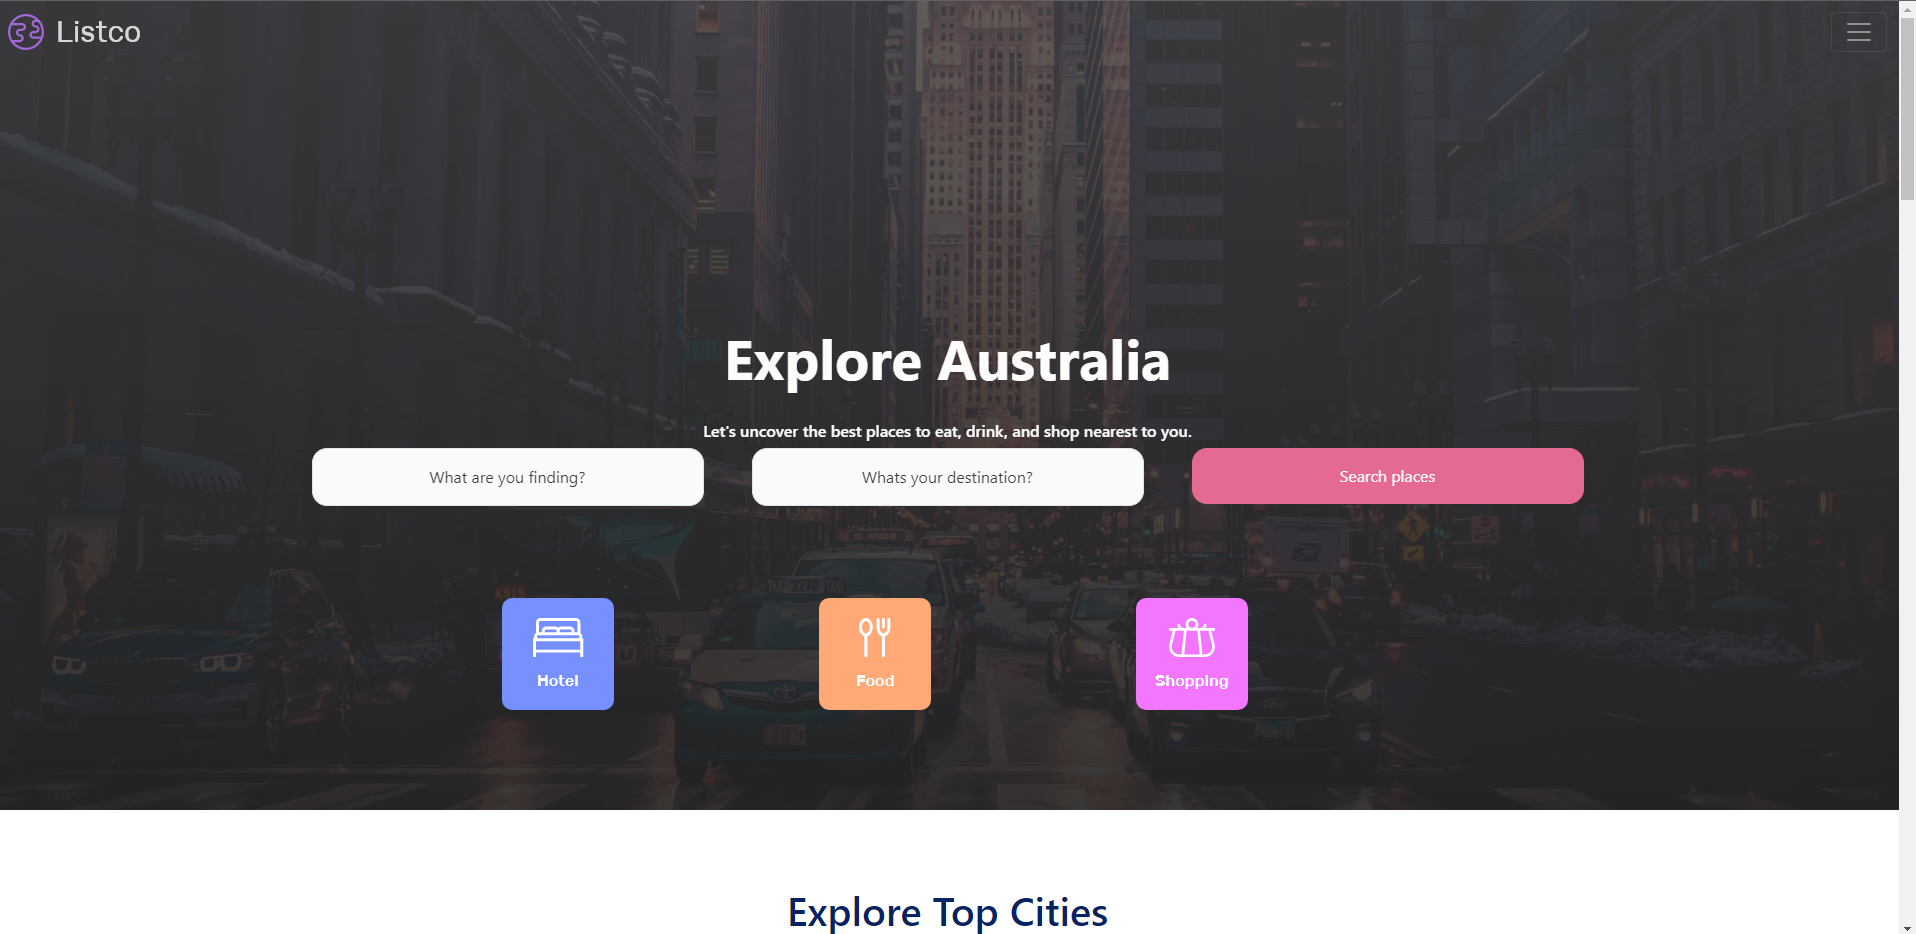 Listco
Explore Australia
Let's uncover the best places to eat, drink, and shop nearest to you.
What are you finding?
Whats your destination?
Search places
Hotel
Food
Shopping
Explore Top Cities